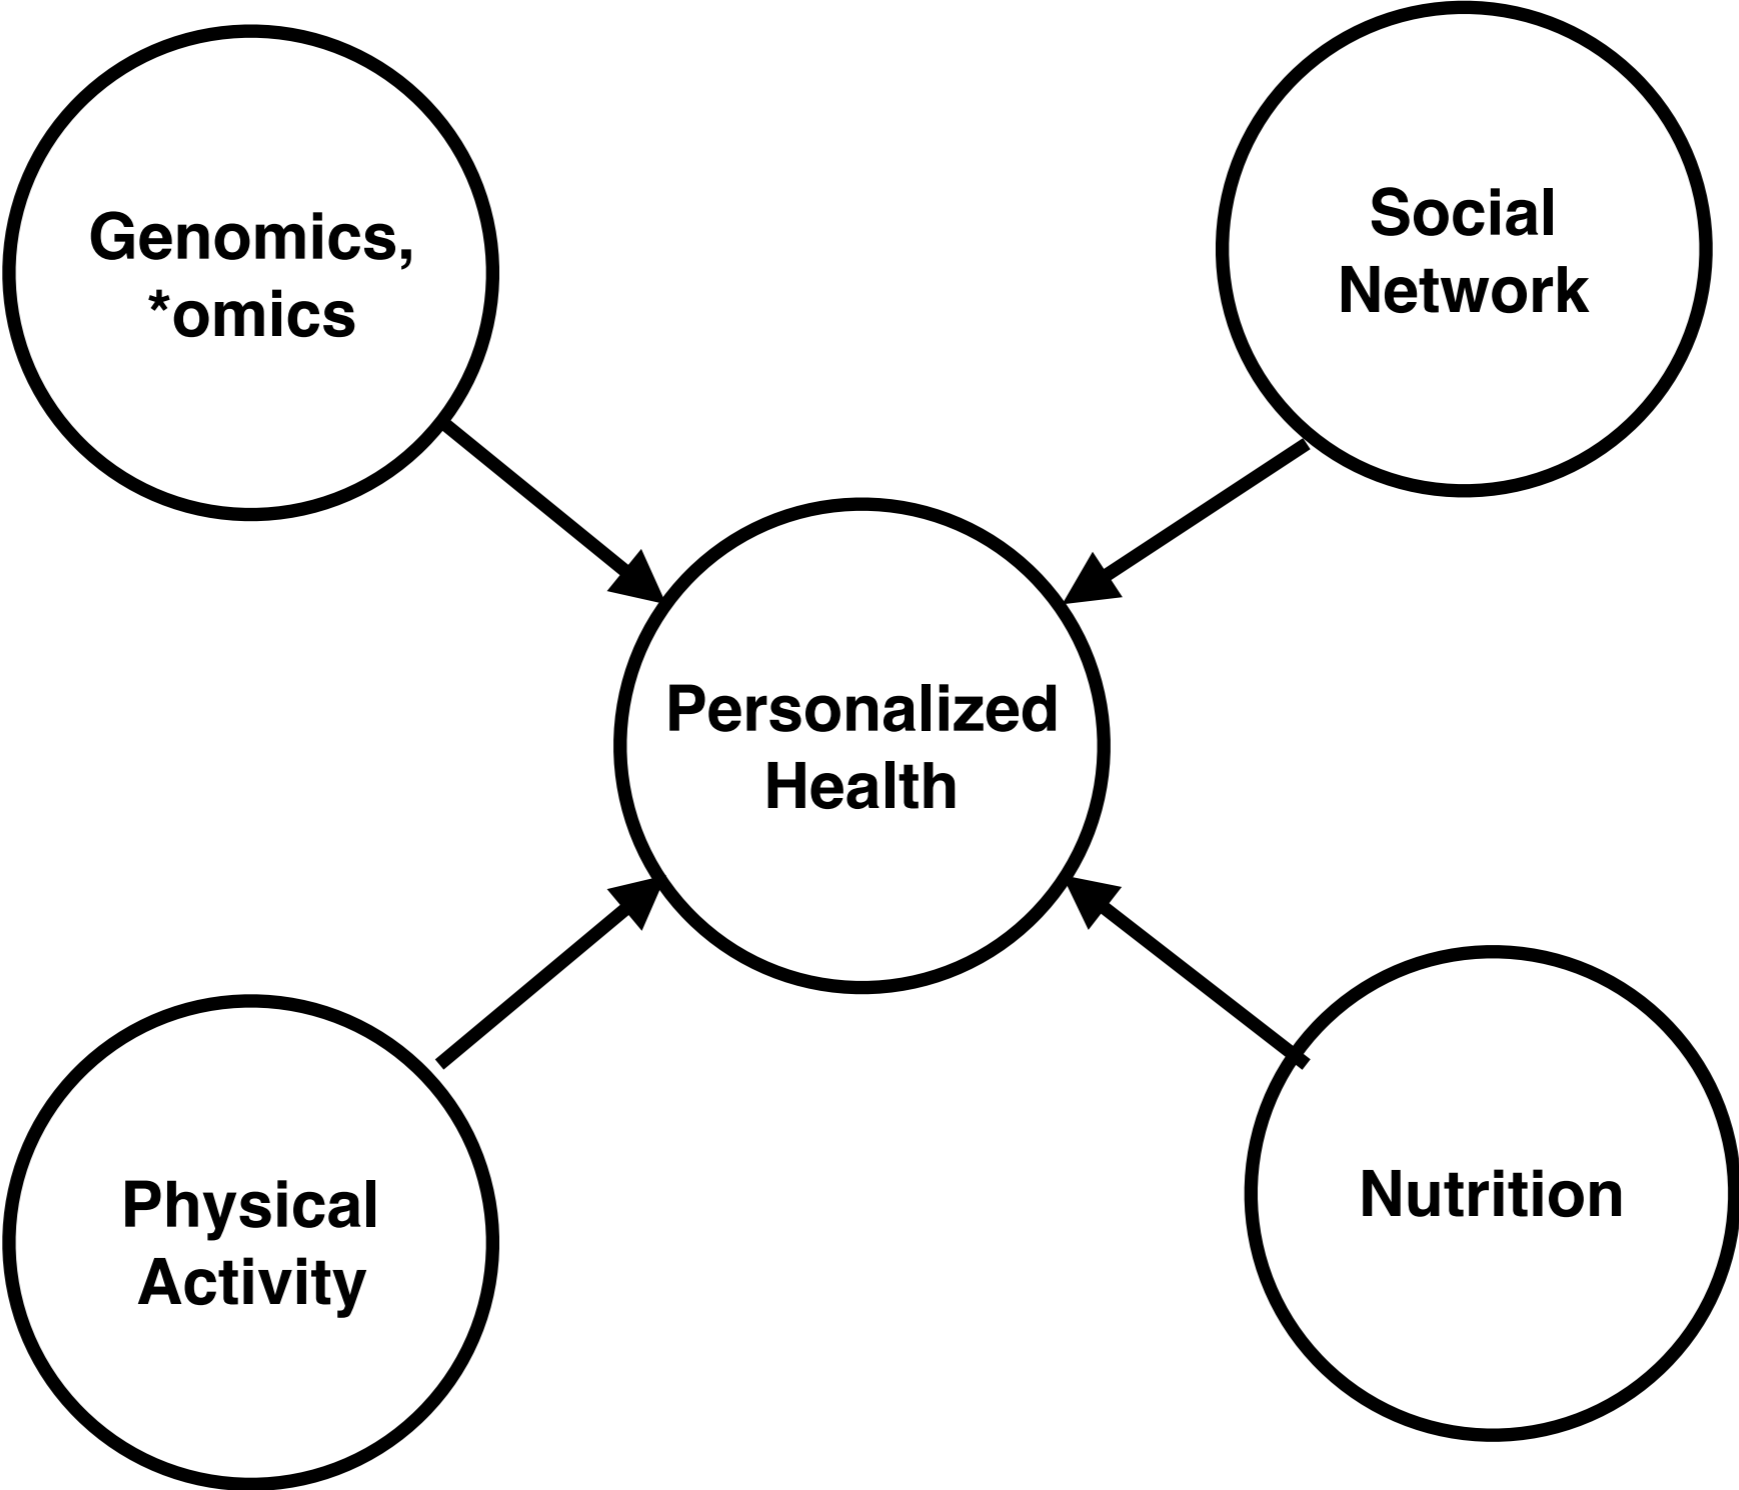 Genomics,
*omics
Social
Network
Personalized
Health
Physical
Activity
Nutrition